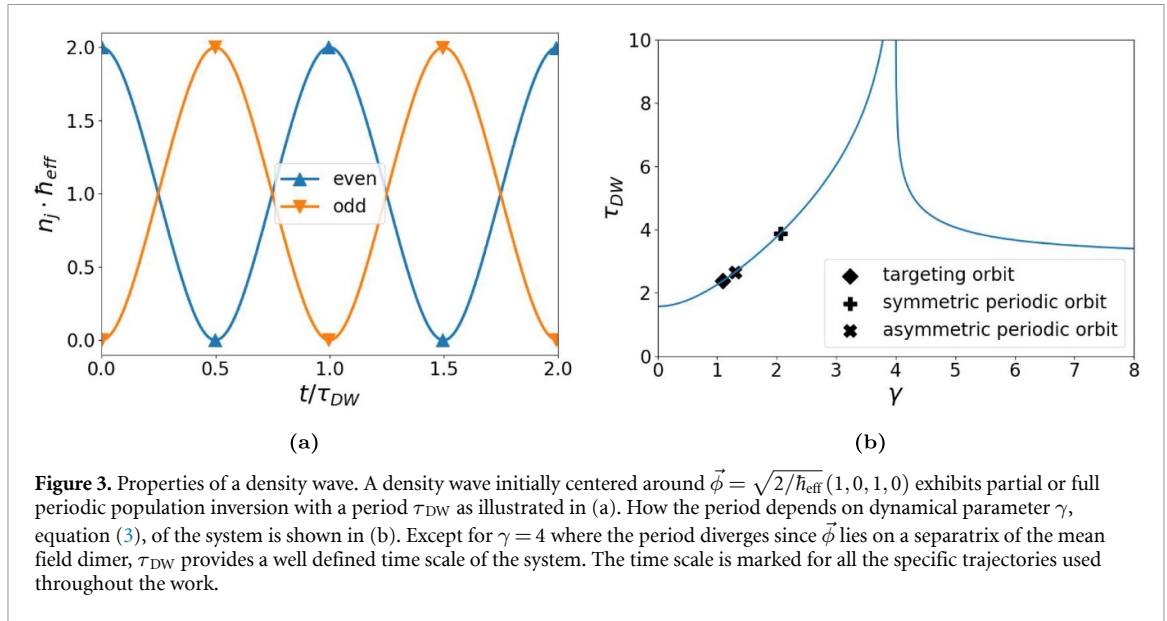 2.0
1.5
1.0
0.5
0.0
n_j · ħ_eff
even
odd
0.0 0.5 1.0 1.5 2.0
t/τ_DW
(a)
10
8
6
4
2
0
τ_DW
targeting orbit
symmetric periodic orbit
asymmetric periodic orbit
0 1 2 3 4 5 6 7 8
γ
(b)
Figure 3. Properties of a density wave. A density wave initially centered around ϕ⃗ = √(2/ħ_eff) (1, 0, 1, 0) exhibits partial or full
periodic population inversion with a period τ_DW as illustrated in (a). How the period depends on dynamical parameter γ,
equation (3), of the system is shown in (b). Except for γ = 4 where the period diverges since ϕ⃗ lies on a separatrix of the mean
field dimer, τ_DW provides a well defined time scale of the system. The time scale is marked for all the specific trajectories used
throughout the work.